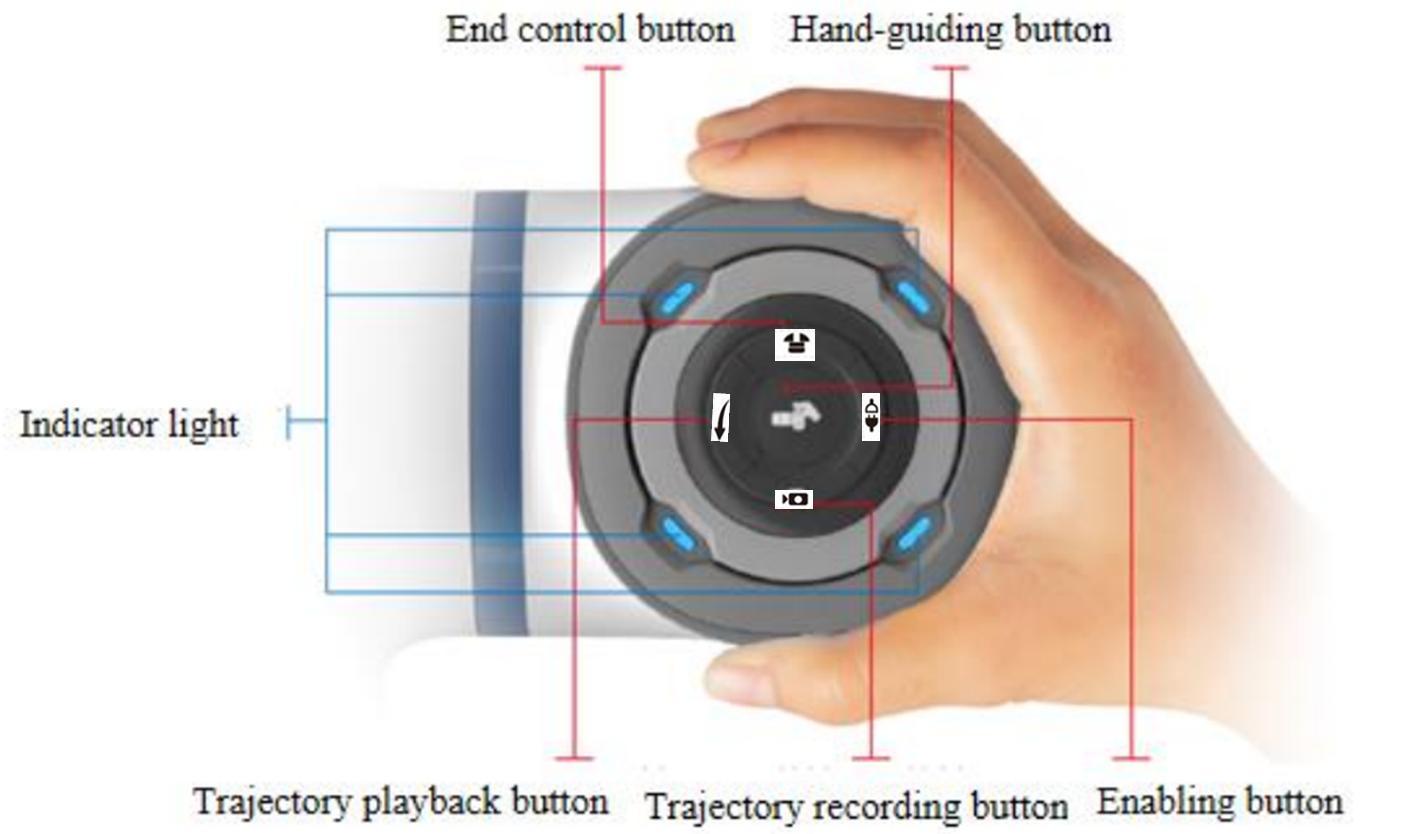 End control button
Hand-guiding button
Indicator light
Trajectory playback button
Trajectory recording button
Enabling button